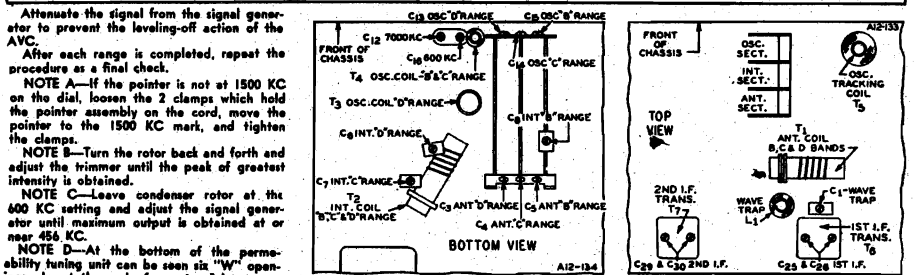 Attenuate the signal from the signal gener-
ator to prevent the leveling-off action of the
AVC.
After each range is completed, repeat the
procedure as a final check.
NOTE A—If the pointer is not at 1500 KC
on the dial, loosen the 2 clamps which hold
the pointer assembly on the cord, move the
pointer to the 1500 KC mark, and tighten
the clamps.
NOTE B—Turn the rotor back and forth and
adjust the trimmer until the peak of greatest
intensity is obtained.
NOTE C—Leave condenser rotor at the
600 KC setting and adjust the signal gener-
ator until maximum output is obtained at or
near 456 KC.
NOTE D—At the bottom of the perme-
ability tuning unit can be seen six "W" open-
C13 OSC "D" RANGE
C15 OSC "B" RANGE
C12 7000 KC
FRONT OF
CHASSIS
C16 600 KC
C14 OSC "C" RANGE
T4 OSC. COIL-"B & C" RANGE
T3 OSC. COIL "D" RANGE
C8 INT "B" RANGE
C6 INT. "D" RANGE
C7 INT. "C" RANGE
T2
INT. COIL
"B", "C" & "D" RANGE
C3 ANT "D" RANGE
C5 ANT "B" RANGE
C4 ANT. "C" RANGE
BOTTOM VIEW
A12-134
A12-133
FRONT
OF
CHASSIS
OSC.
SECT.
INT.
SECT.
ANT.
SECT.
OSC.
TRACKING
COIL
T5
TOP
VIEW
T1
ANT. COIL
B, C & D BANDS
2ND I.F.
TRANS.
T7
WAVE
TRAP
L1
C1-WAVE
TRAP
1ST I.F.
TRANS.
T6
C29 & C30 2ND I.F.
C25 & C26 1ST I.F.